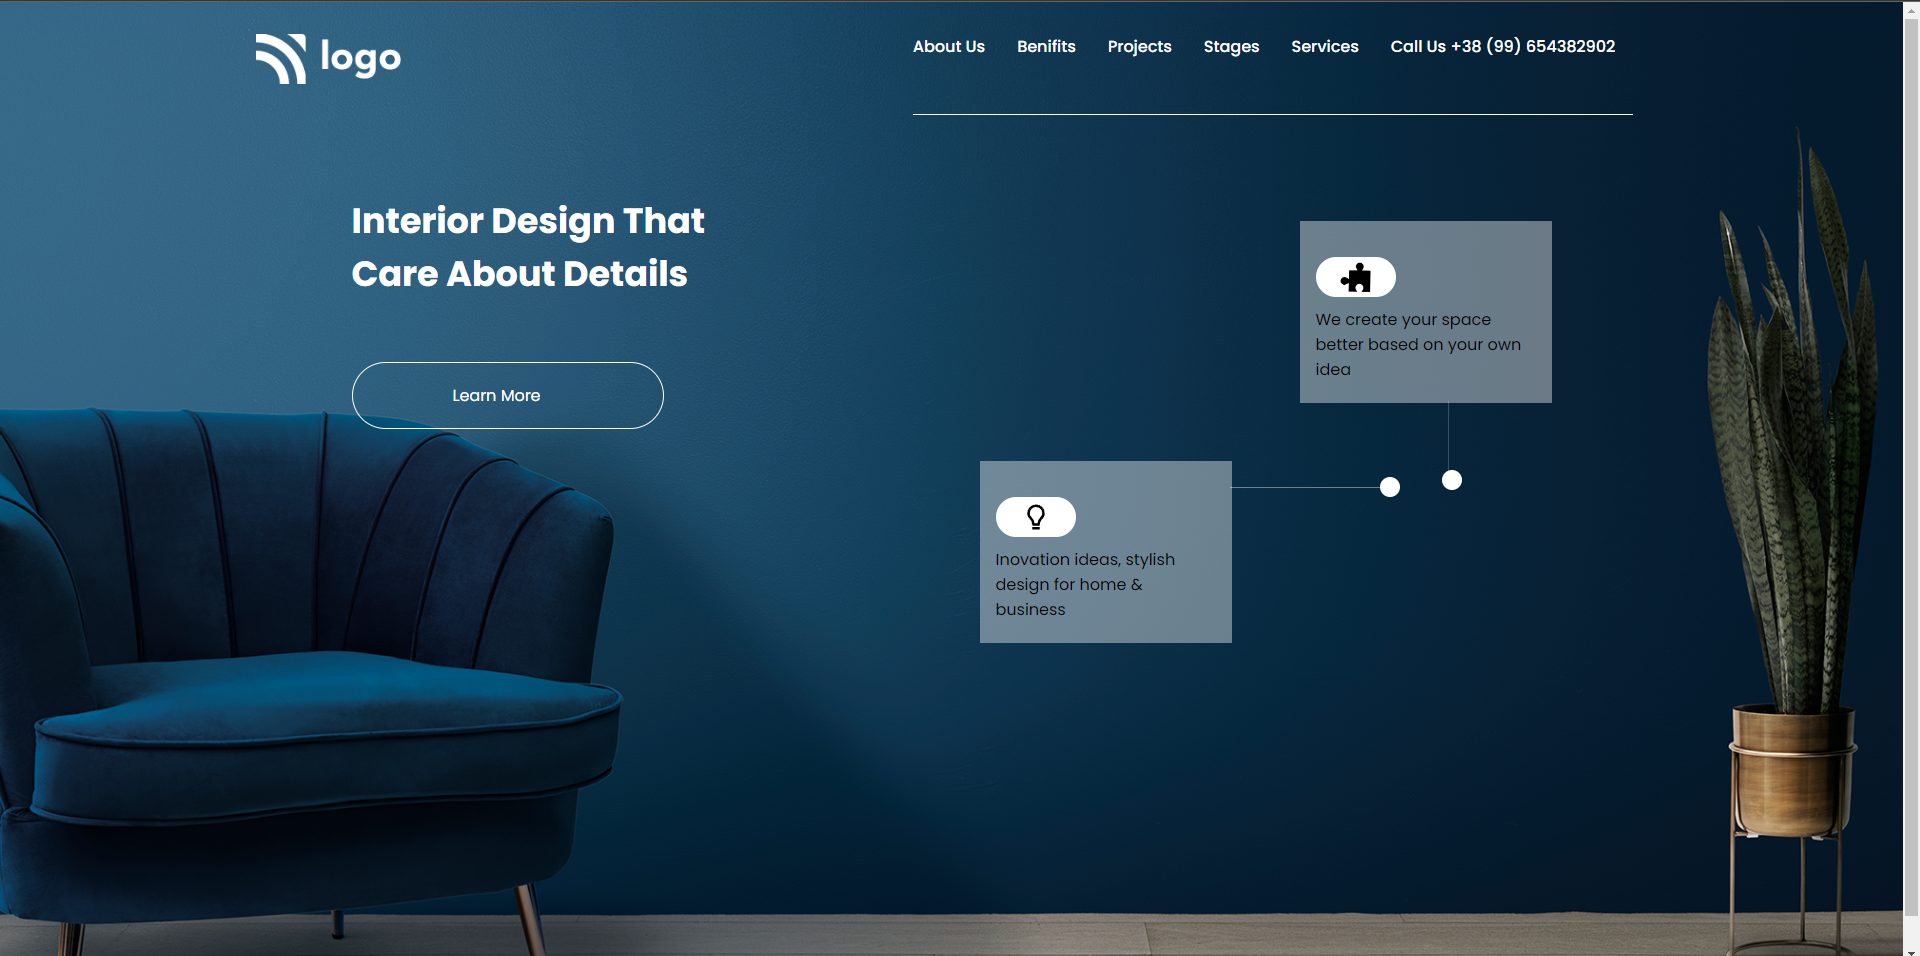 logo
About Us Benifits Projects Stages Services Call Us +38 (99) 654382902
Interior Design That
Care About Details
Learn More
We create your space
better based on your own
idea
Inovation ideas, stylish
design for home &
business